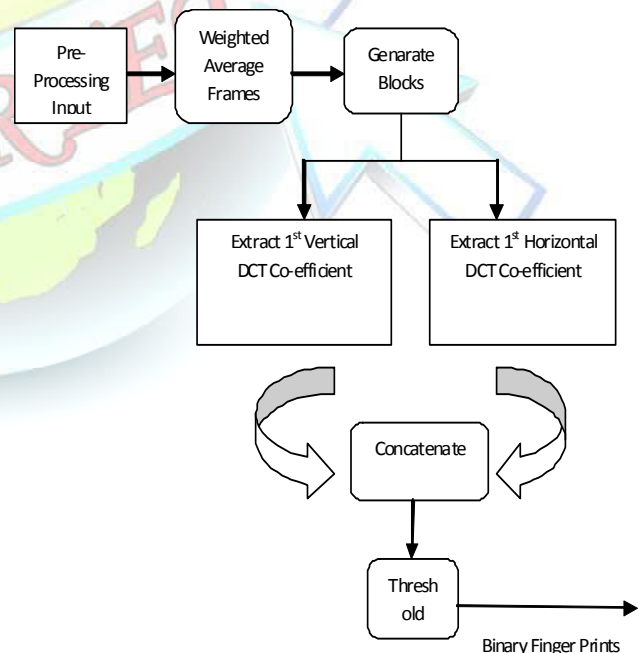 Pre-
Processing
Input
Weighted
Average
Frames
Genarate
Blocks
Extract 1st Vertical
DCT Co-efficient
Extract 1st Horizontal
DCT Co-efficient
Concatenate
Thresh
old
Binary Finger Prints